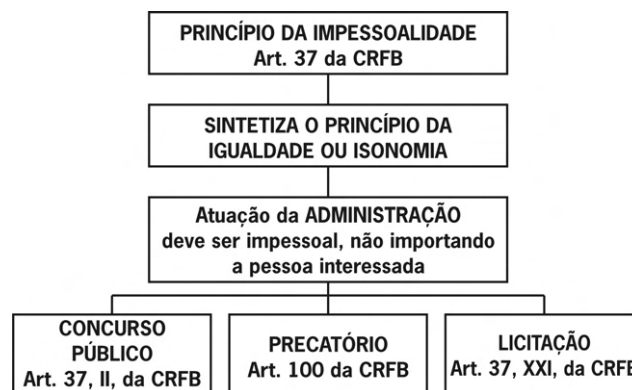 PRINCÍPIO DA IMPESSOALIDADE
Art. 37 da CRFB
SINTETIZA O PRINCÍPIO DA
IGUALDADE OU ISONOMIA
Atuação da ADMINISTRAÇÃO
deve ser impessoal, não importando
a pessoa interessada
CONCURSO
PÚBLICO
Art. 37, II, da CRFB
PRECATÓRIO
Art. 100 da CRFB
LICITAÇÃO
Art. 37, XXI, da CRFB